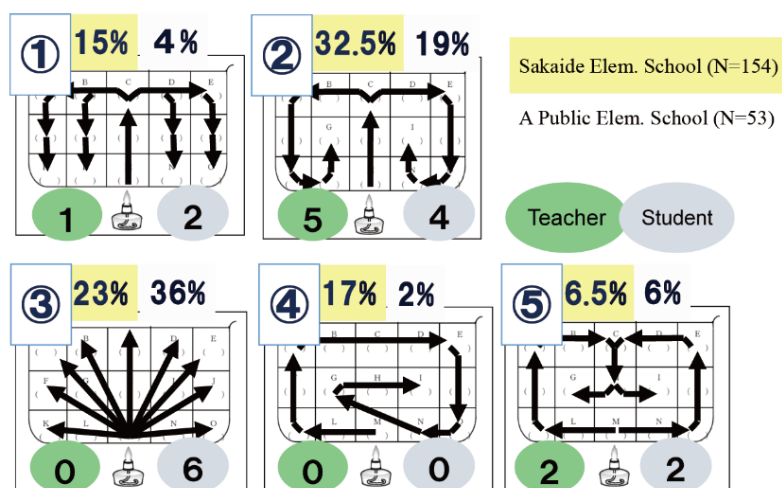 ① 15% 4%
B C D E
( ) ( ) ( ) ( )
N
1 2
② 32.5% 19%
B C D E
G I
5 4
Sakaide Elem. School (N=154)
A Public Elem. School (N=53)
Teacher Student
③ 23% 36%
B D E
F G J
K L N O
0 6
④ 17% 2%
B C D E
G H I
L M N
0 0
⑤ 6.5% 6%
B C D E
G I
L M N
2 2